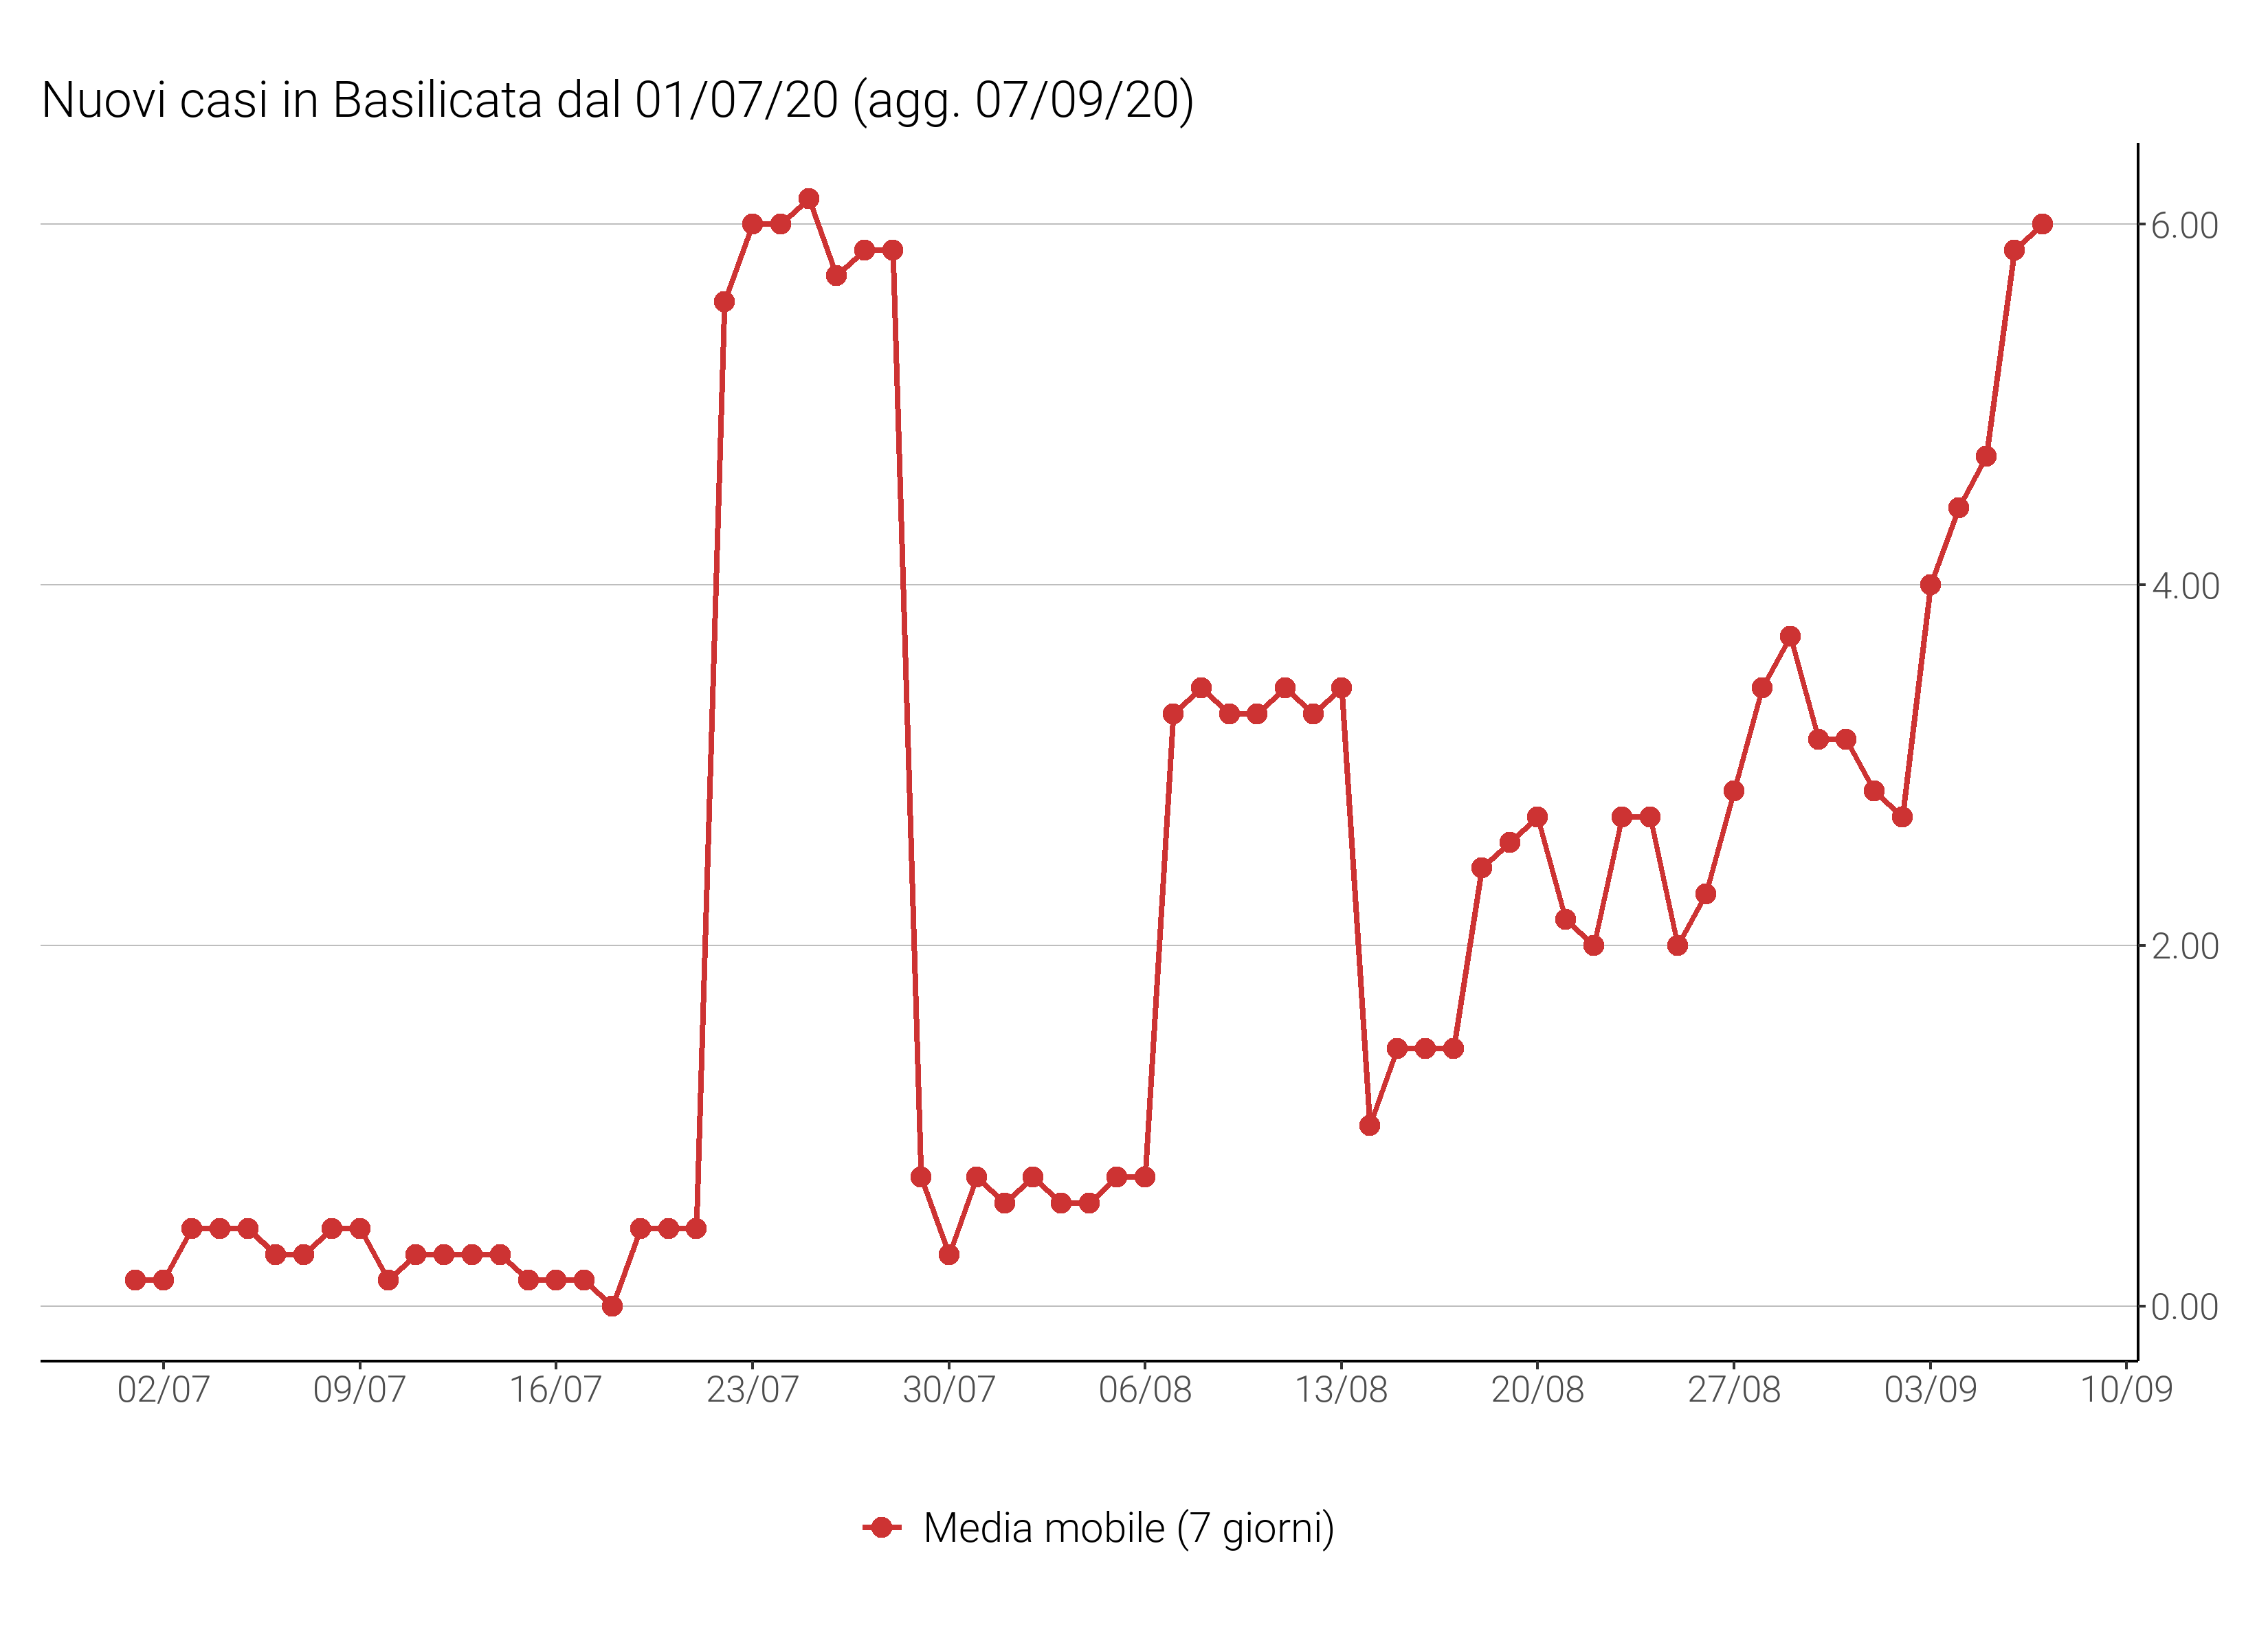 Nuovi casi in Basilicata dal 01/07/20 (agg. 07/09/20)
6.00
4.00
2.00
0.00
02/07 09/07 16/07 23/07 30/07 06/08 13/08 20/08 27/08 03/09 10/09
Media mobile (7 giorni)